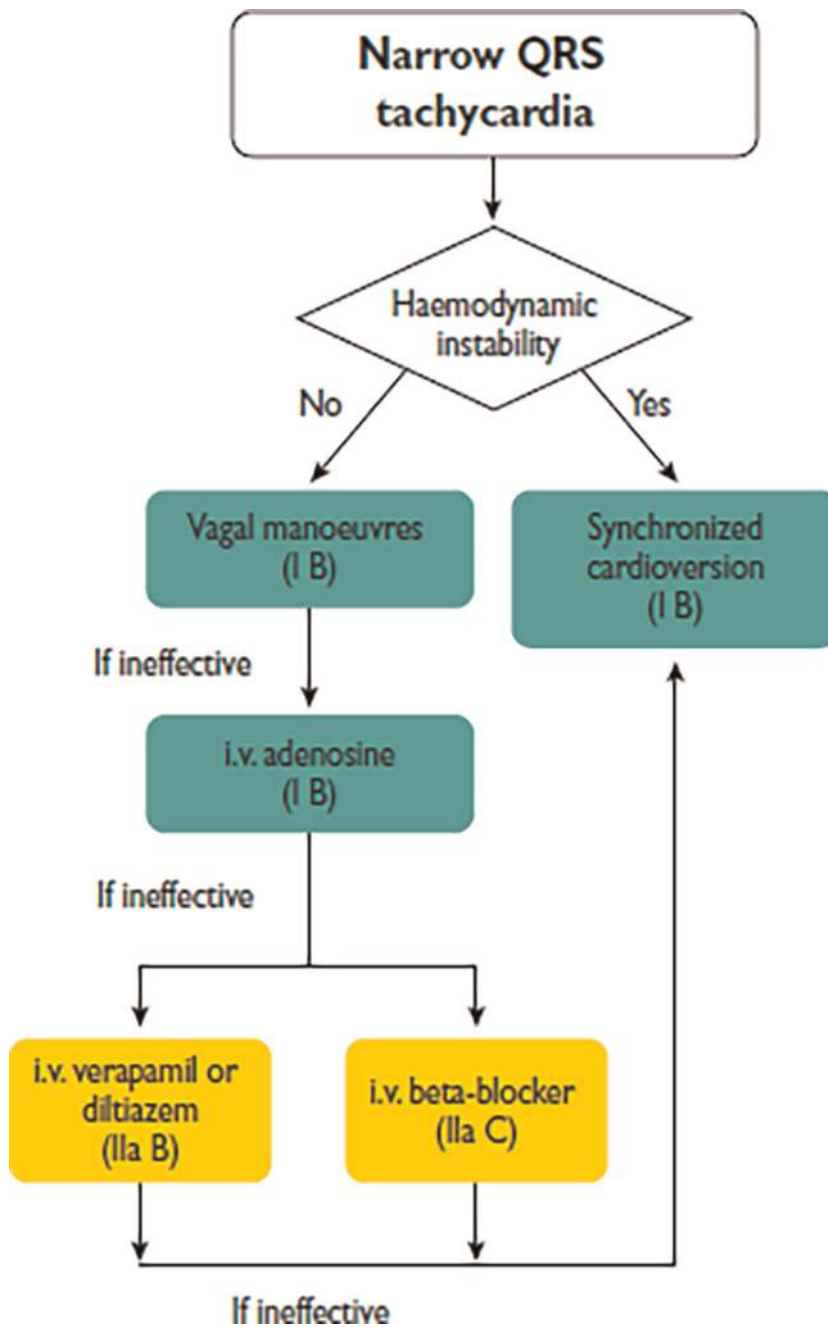 Narrow QRS
tachycardia
Haemodynamic
instability
No
Yes
Vagal manoeuvres
(I B)
Synchronized
cardioversion
(I B)
If ineffective
i.v. adenosine
(I B)
If ineffective
i.v. verapamil or
diltiazem
(IIa B)
i.v. beta-blocker
(IIa C)
If ineffective